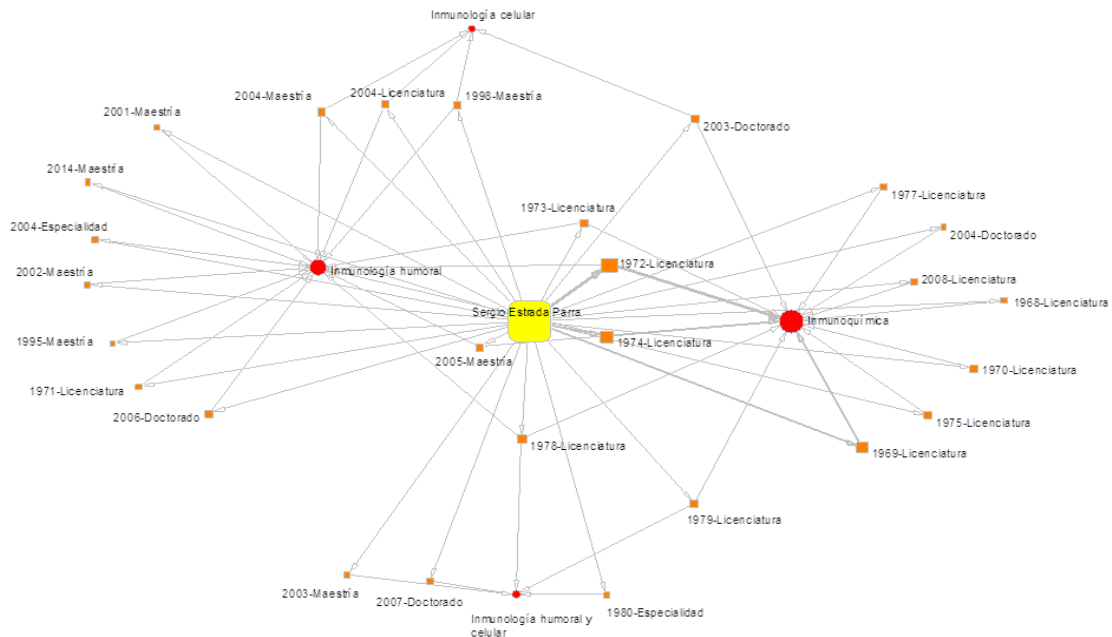 Inmunología celular
2004-Maestría
2004-Licenciatura
1998-Maestría
2001-Maestría
2003-Doctorado
2014-Maestría
1977-Licenciatura
1973-Licenciatura
2004-Especialidad
2004-Doctorado
1972-Licenciatura
2002-Maestría
Inmunología humoral
2008-Licenciatura
1968-Licenciatura
Sergio Estrada Parra
Inmunoquímica
1974-Licenciatura
1995-Maestría
2005-Maestría
1970-Licenciatura
1971-Licenciatura
2006-Doctorado
1975-Licenciatura
1978-Licenciatura
1969-Licenciatura
1979-Licenciatura
2003-Maestría
2007-Doctorado
1980-Especialidad
Inmunología humoral y
celular